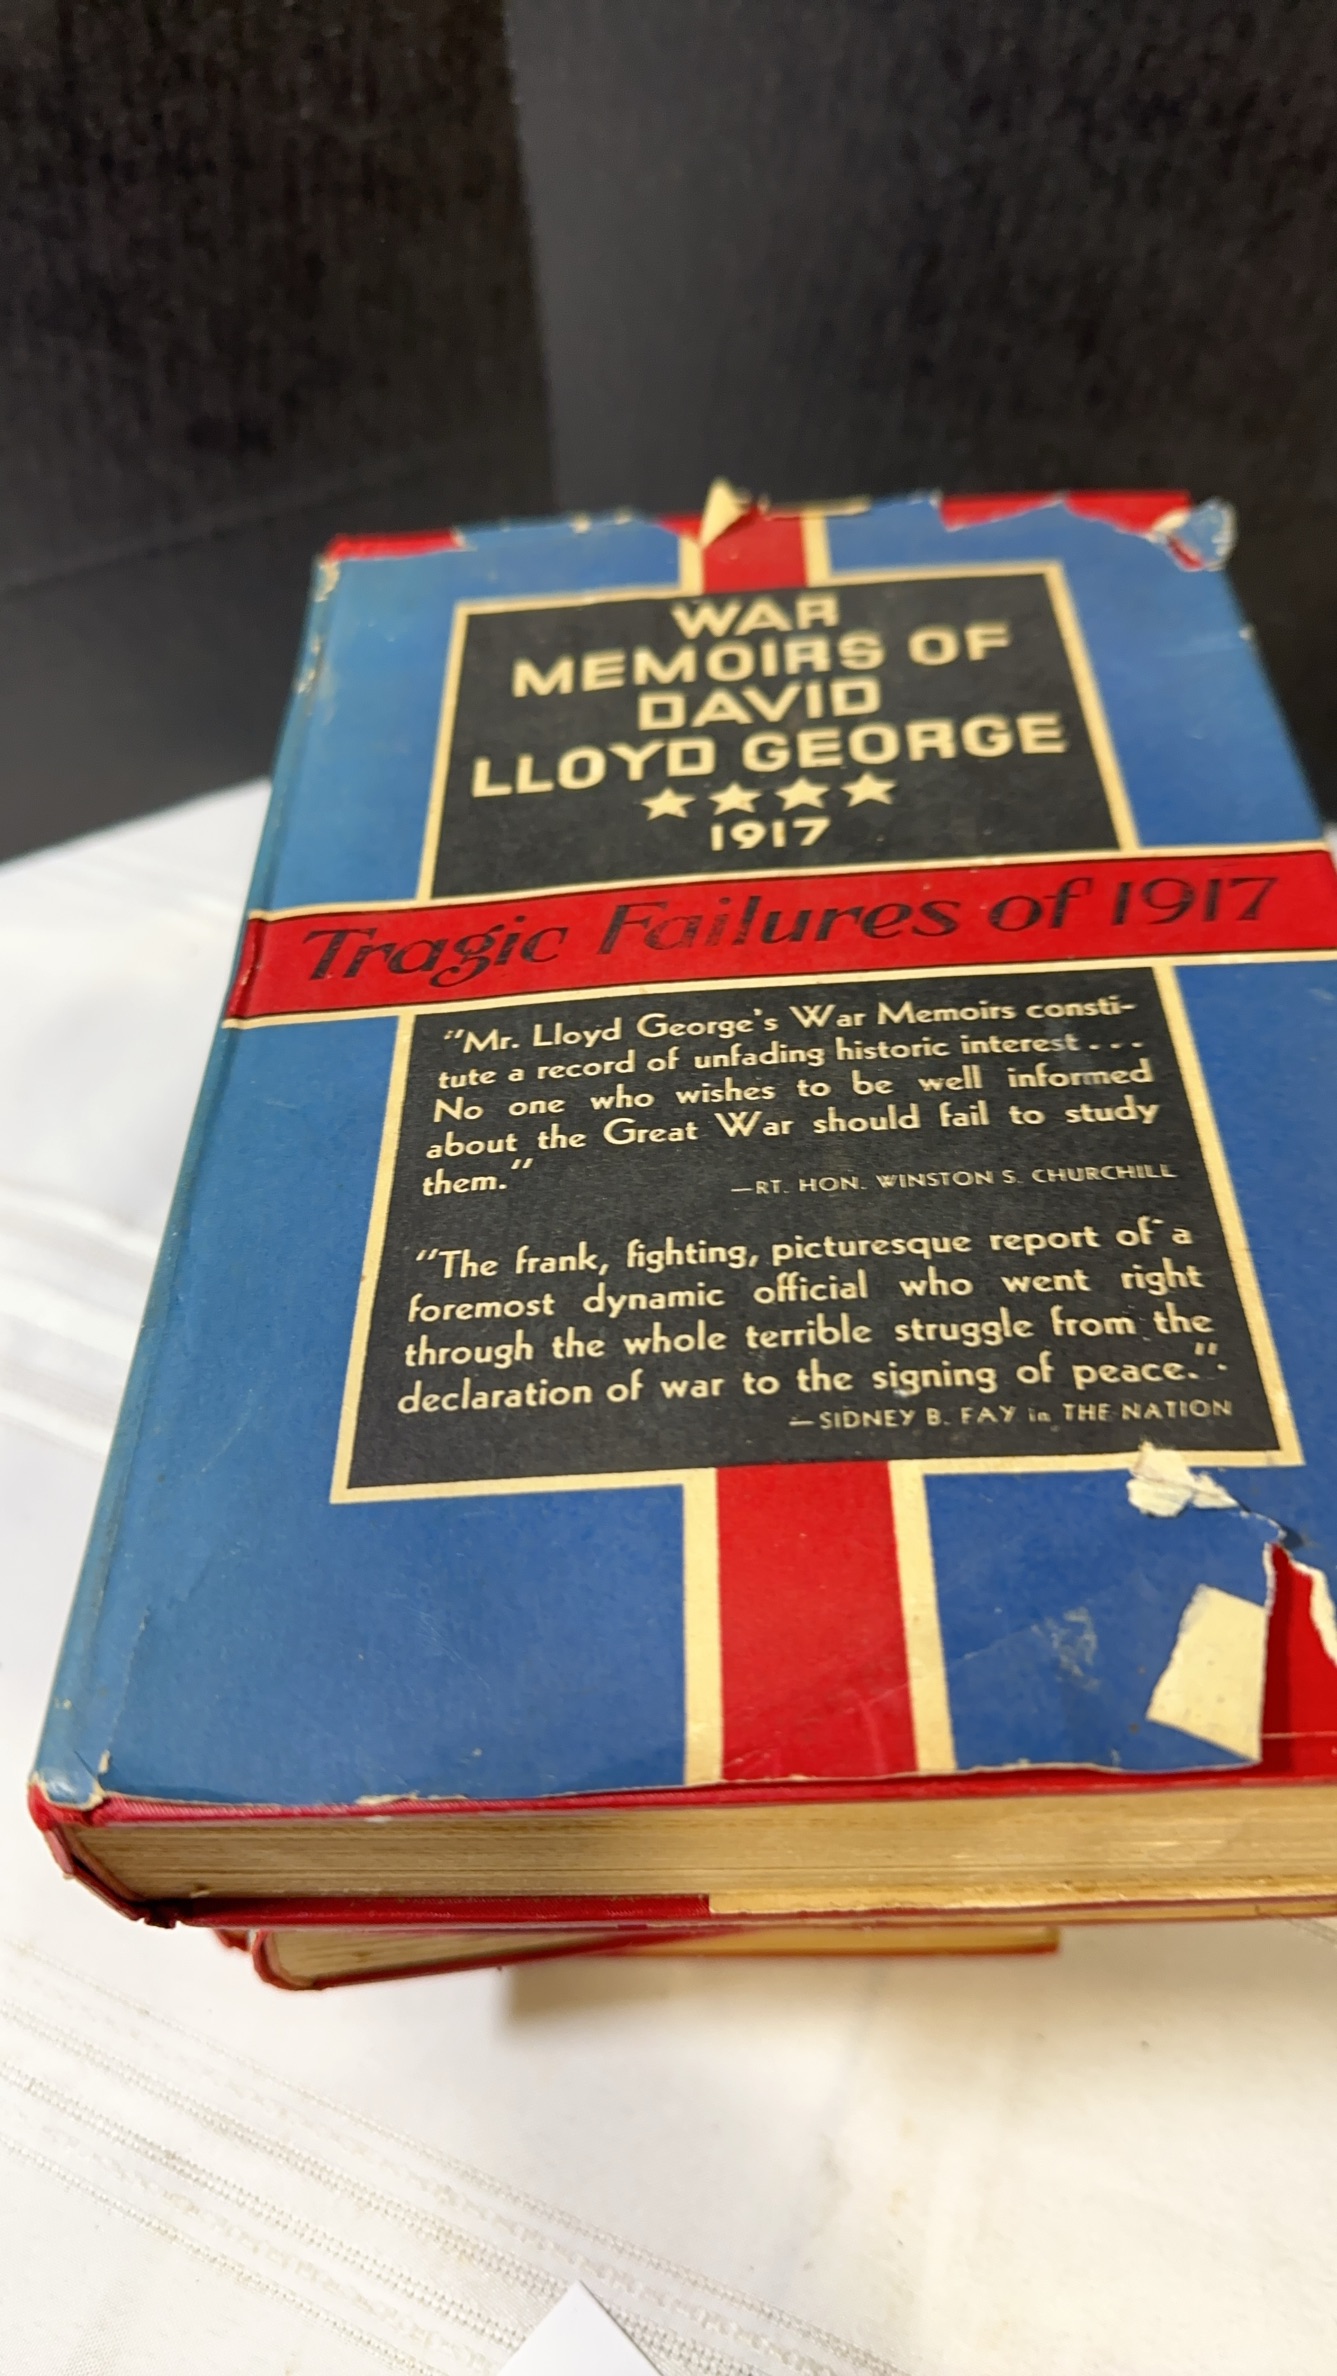 WAR
MEMOIRS OF
DAVID
LLOYD GEORGE
★★★★
1917
Tragic Failures of 1917
"Mr. Lloyd George's War Memoirs consti-
tute a record of unfading historic interest . . .
No one who wishes to be well informed
about the Great War should fail to study
them."
—RT. HON. WINSTON S. CHURCHILL
"The frank, fighting, picturesque report of a
foremost dynamic official who went right
through the whole terrible struggle from the
declaration of war to the signing of peace."
—SIDNEY B. FAY in THE NATION